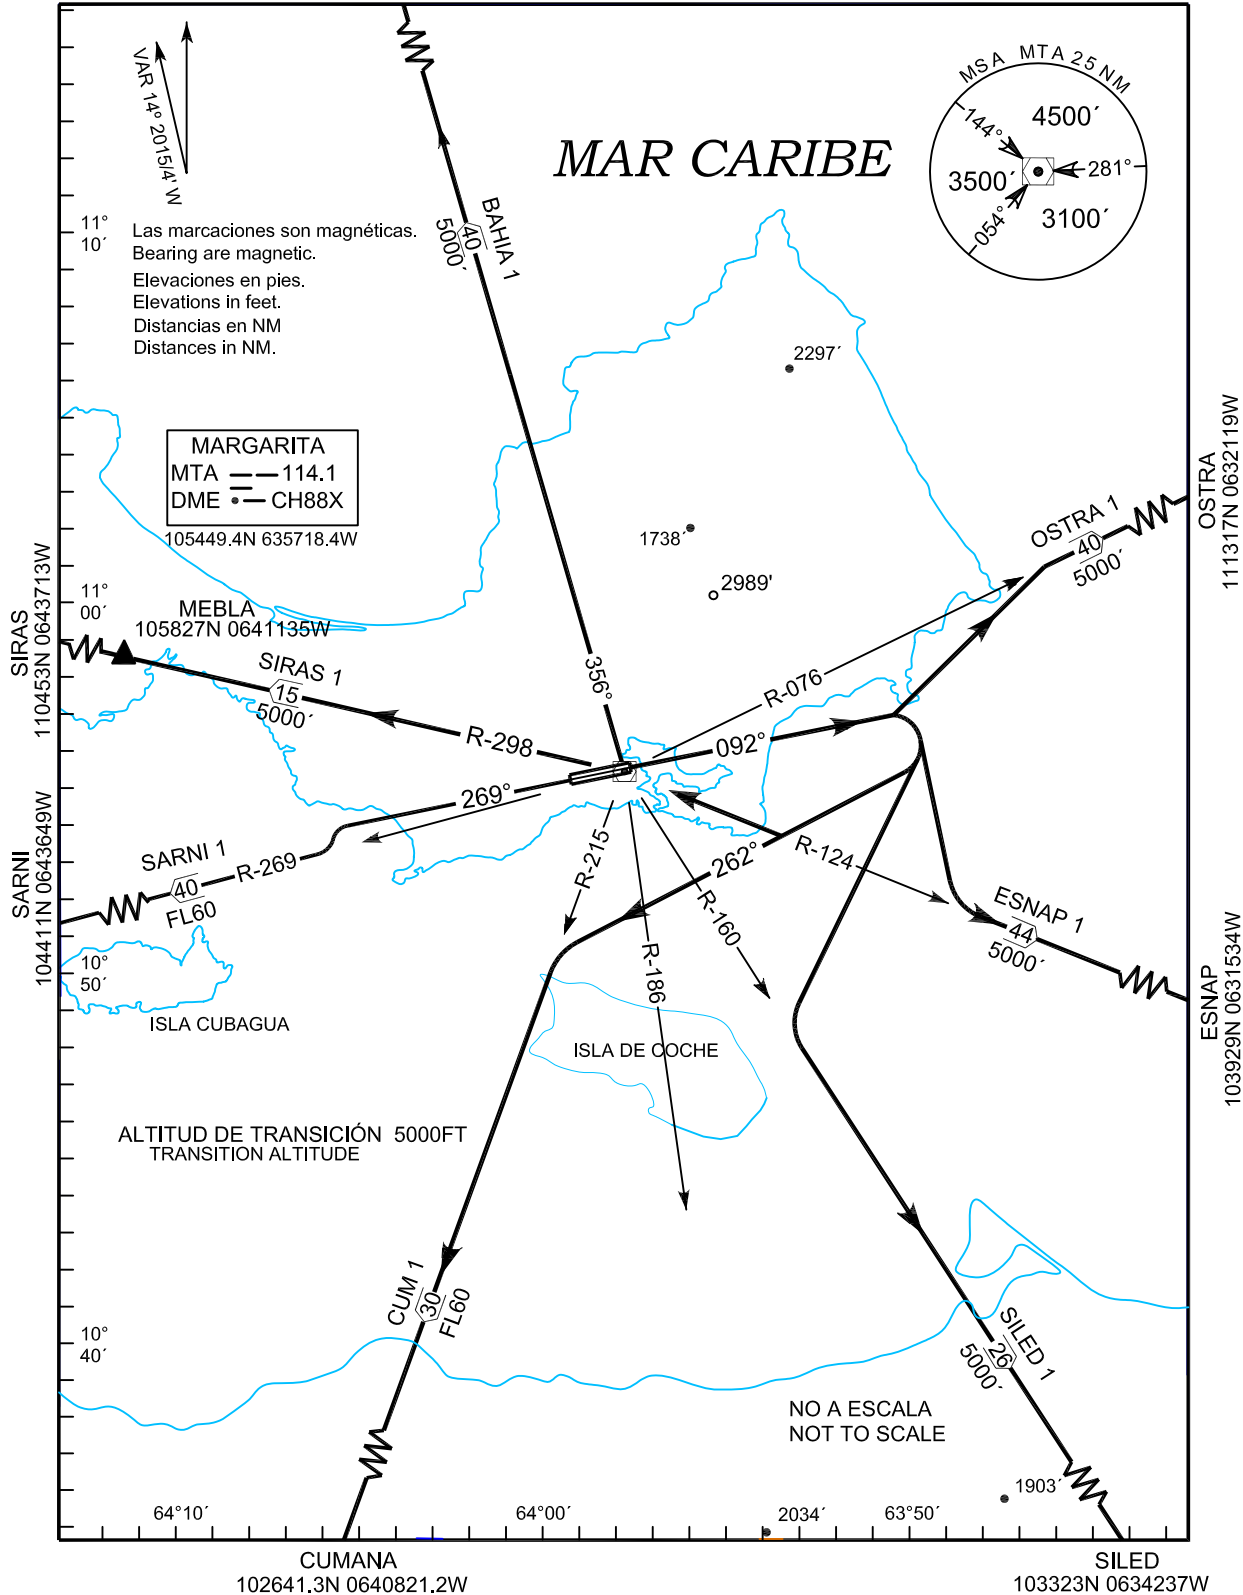 VAR 14º 2015/4' W
MSA MTA 25 NM
4500´
144°
281°
3500´
3100´
054°
MAR CARIBE
11°
10´
Las marcaciones son magnéticas.
Bearing are magnetic.
Elevaciones en pies.
Elevations in feet.
Distancias en NM
Distances in NM.
BAHIA 1
40
5000´
2297´
MARGARITA
MTA 114.1
DME CH88X
105449.4N 635718.4W
1738´
2989'
OSTRA 1
40
5000´
OSTRA
111317N 0632119W
11°
00´
MEBLA
105827N 0641135W
SIRAS
110453N 0643713W
SIRAS 1
15
5000´
R-298
356°
R-076
092°
269°
SARNI
104411N 0643649W
SARNI 1
40
FL60
R-269
R-215
262°
R-124
R-160
R-186
ESNAP 1
44
5000´
ESNAP
103929N 0631534W
10°
50´
ISLA CUBAGUA
ISLA DE COCHE
ALTITUD DE TRANSICIÓN 5000FT
TRANSITION ALTITUDE
CUM 1
30
FL60
10°
40´
SILED 1
26
5000´
NO A ESCALA
NOT TO SCALE
1903´
2034´
64°10´
64°00´
63°50´
CUMANA
102641.3N 0640821.2W
SILED
103323N 0634237W